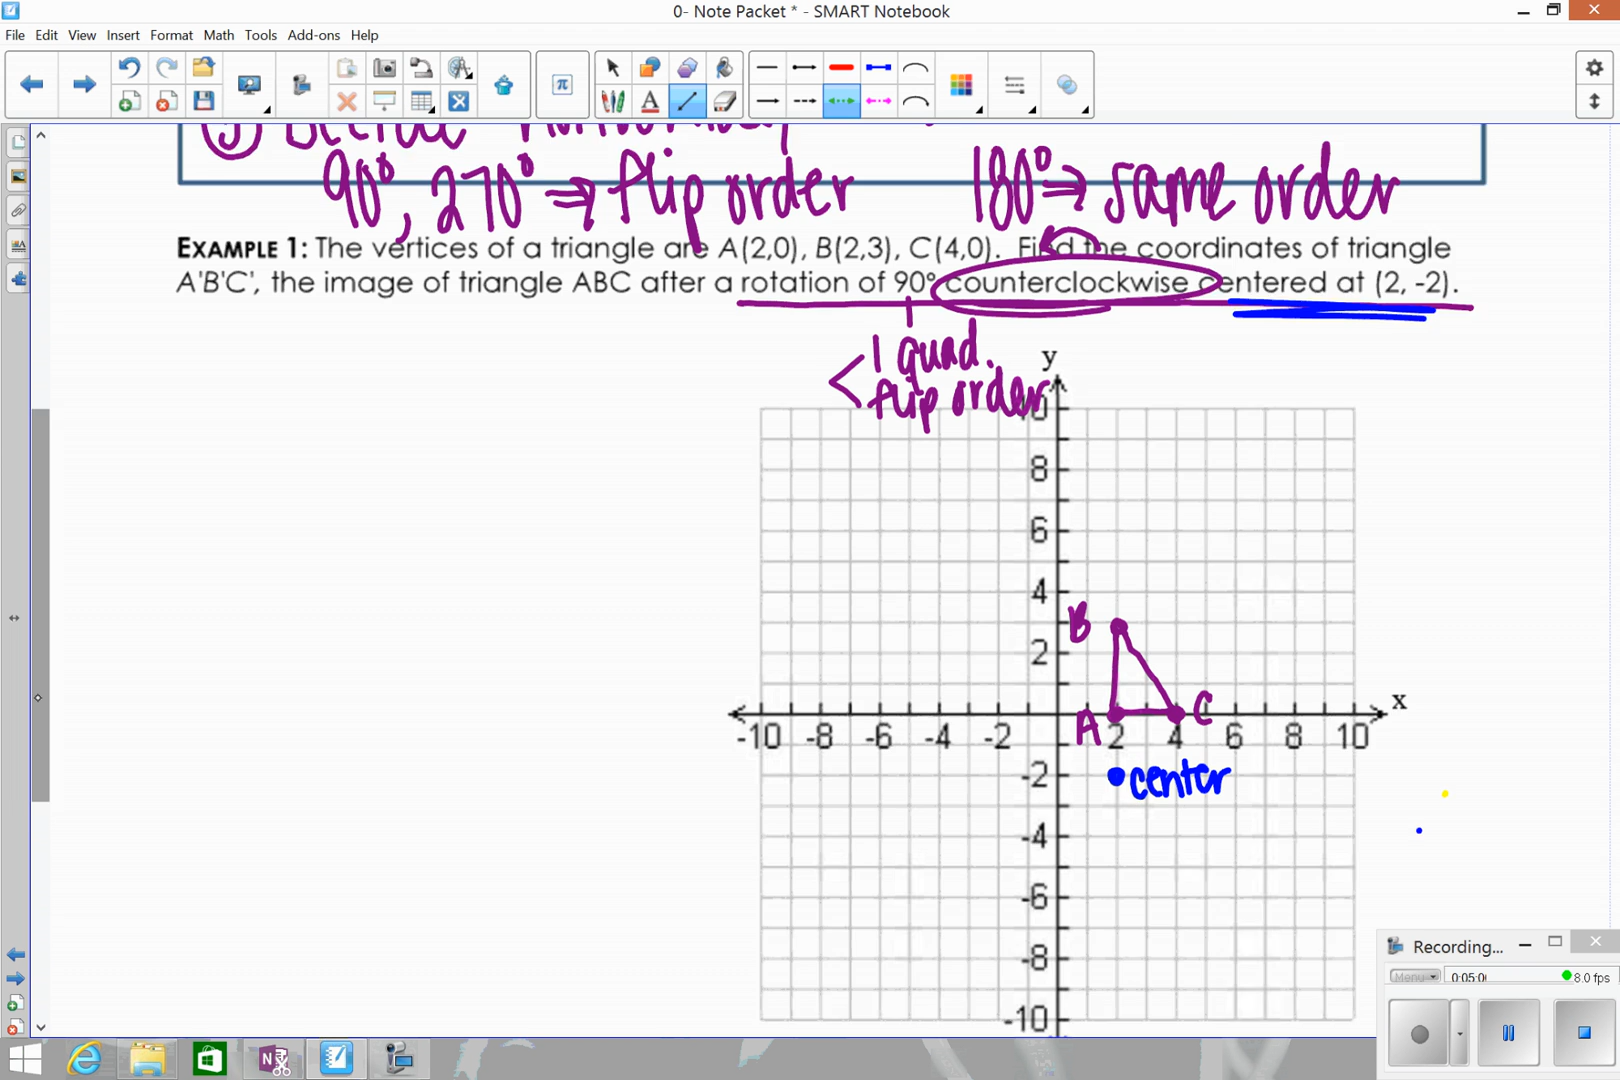 0- Note Packet * - SMART Notebook
File Edit View Insert Format Math Tools Add-ons Help
π
A
90°, 270° ⇒ flip order 180° ⇒ same order
EXAMPLE 1: The vertices of a triangle are A(2,0), B(2,3), C(4,0). Find the coordinates of triangle
A'B'C', the image of triangle ABC after a rotation of 90° counterclockwise centered at (2, -2).
1 quad.
flip order
y
10
8
6
4
B
2
x
A
C
-10 -8 -6 -4 -2 2 4 6 8 10
-2
center
-4
-6
-8
-10
Recording...
Menu
0:05:0
8.0 fps